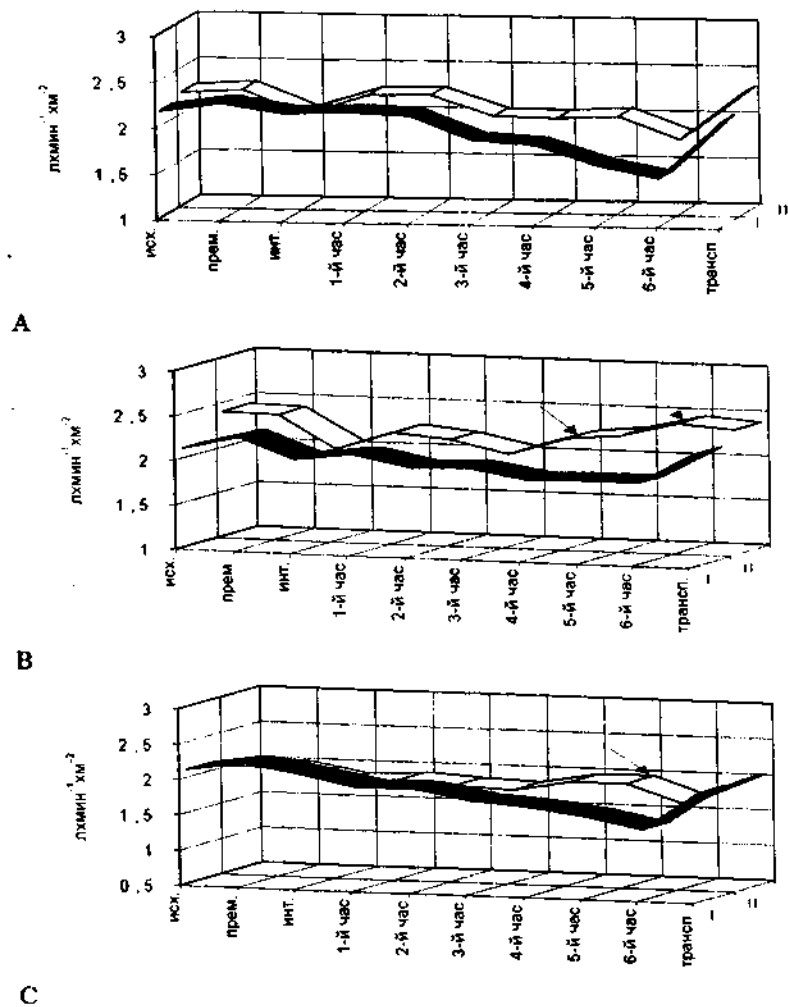 3
2,5
2
1,5
1
лхмин⁻¹хм⁻²
исх.
прем.
инт.
1-й час
2-й час
3-й час
4-й час
5-й час
6-й час
трансп
I
II
A
3
2,5
2
1,5
1
лхмин⁻¹хм⁻²
исх.
прем
инт.
1-й час
2-й час
3-й час
4-й час
5-й час
6-й час
трансп.
I
II
B
3
2,5
2
1,5
1
0,5
лхмин⁻¹хм⁻²
исх.
прем.
инт.
1-й час
2-й час
3-й час
4-й час
5-й час
6-й час
трансп
I
II
C